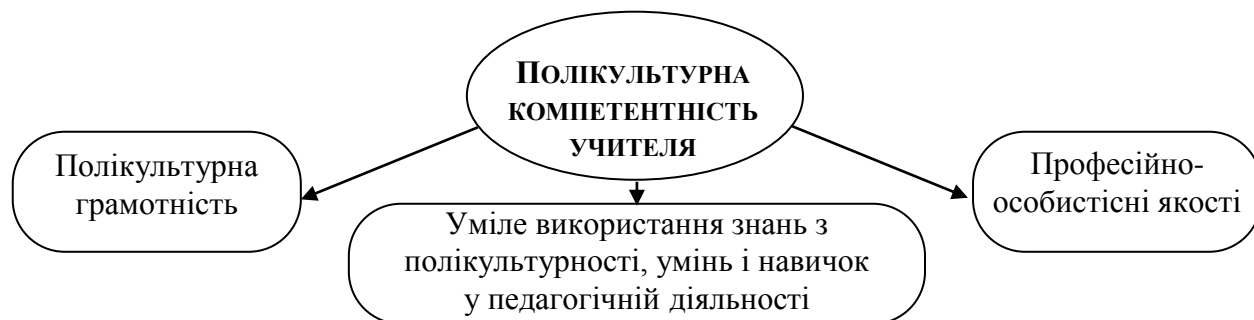 ПОЛІКУЛЬТУРНА
КОМПЕТЕНТНІСТЬ
УЧИТЕЛЯ
Полікультурна
грамотність
Уміле використання знань з
полікультурності, умінь і навичок
у педагогічній діяльності
Професійно-
особистісні якості